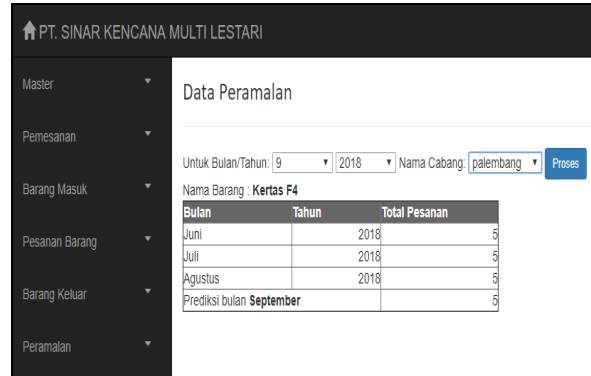 PT. SINAR KENCANA MULTI LESTARI
Master
Pemesanan
Barang Masuk
Pesanan Barang
Barang Keluar
Peramalan
Data Peramalan
Untuk Bulan/Tahun: 9 2018 Nama Cabang: palembang Proses
Nama Barang : Kertas F4
Bulan Tahun Total Pesanan
Juni 2018 5
Juli 2018 5
Agustus 2018 5
Prediksi bulan September 5